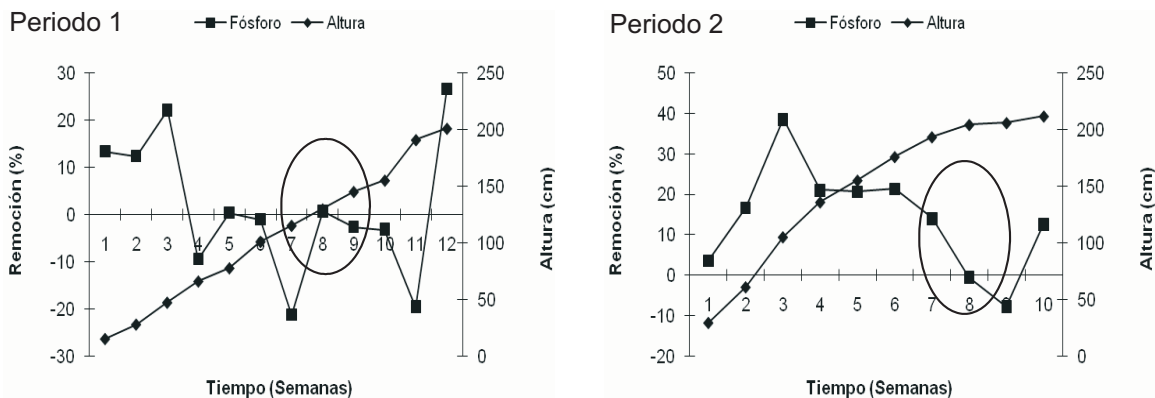 Periodo 1
Fósforo Altura
30
20
10
0
-10
-20
-30
250
200
150
100
50
0
1 2 3 4 5 6 7 8 9 10 11 12
Remoción (%)
Altura (cm)
Tiempo (Semanas)
Periodo 2
Fósforo Altura
50
40
30
20
10
0
-10
-20
250
200
150
100
50
0
1 2 3 4 5 6 7 8 9 10
Remoción (%)
Altura (cm)
Tiempo (Semanas)